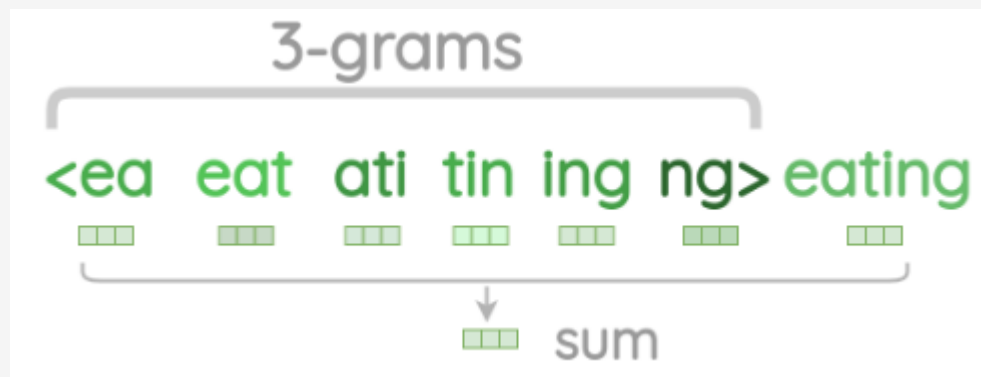 3-grams
<ea eat ati tin ing ng> eating
sum